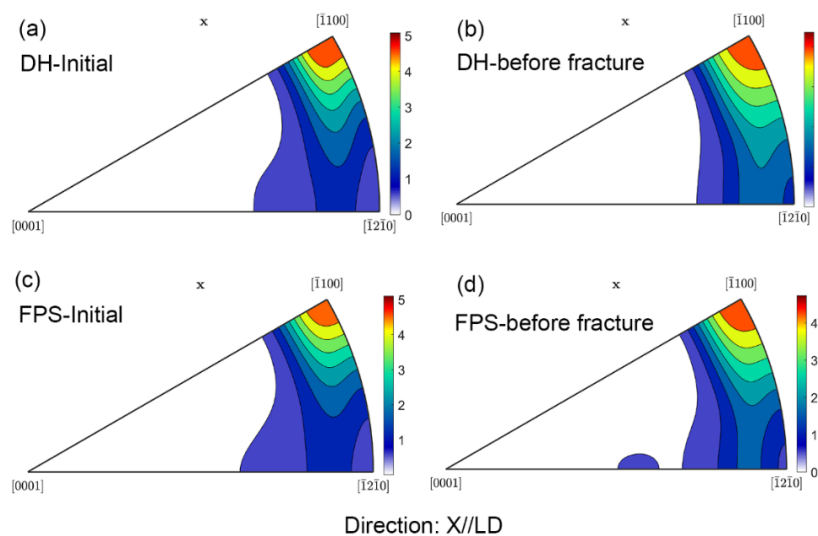 (a)
x
[1̄100]
DH-Initial
5
4
3
2
1
0
[0001]
[1̄21̄0]
(b)
x
[1̄100]
DH-before fracture
[0001]
[1̄21̄0]
(c)
x
[1̄100]
FPS-Initial
5
4
3
2
1
[0001]
[1̄21̄0]
(d)
x
[1̄100]
FPS-before fracture
4
3
2
1
0
[0001]
[1̄21̄0]
Direction: X//LD